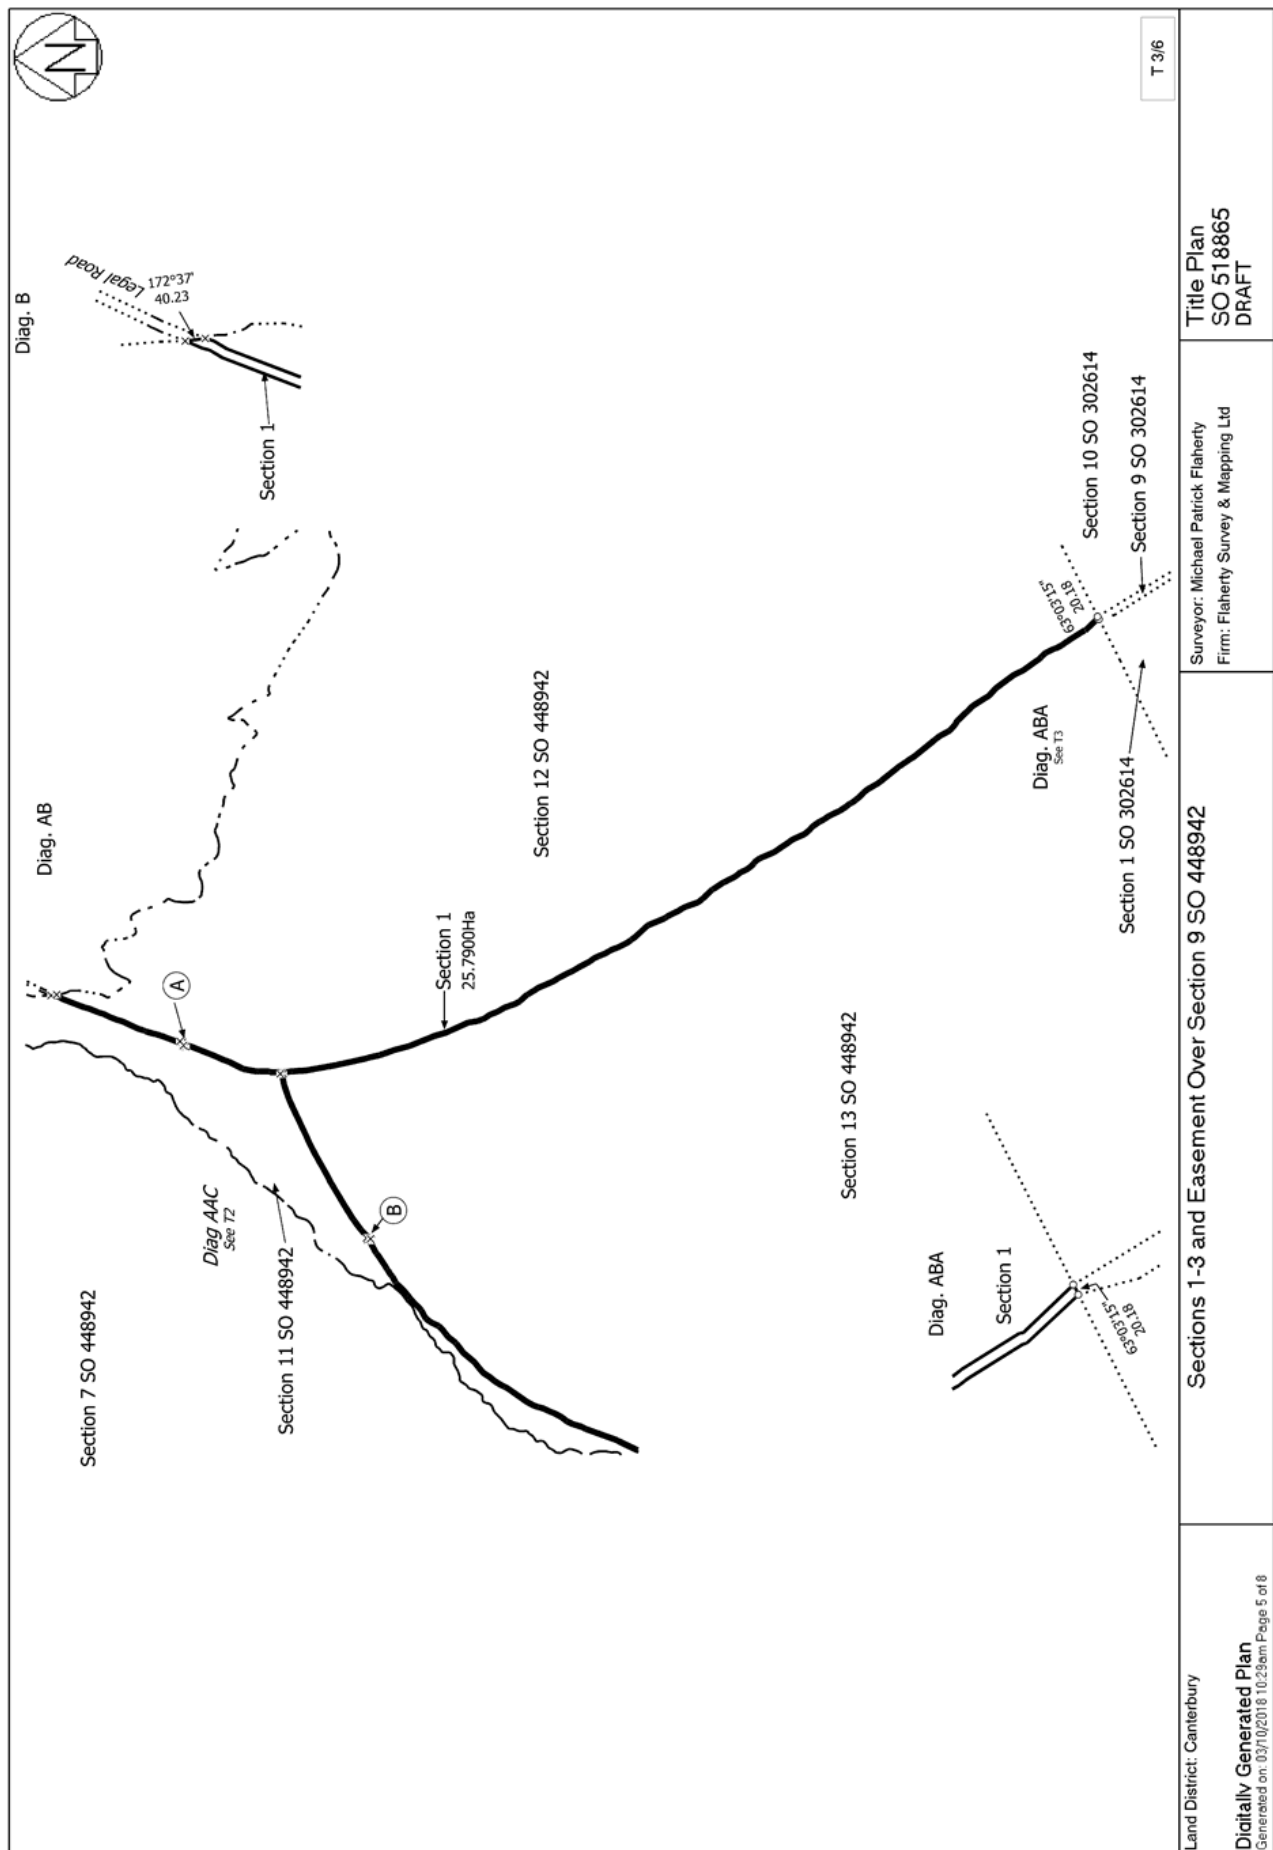 N
Diag. B
Legal Road
172°37'
40.23
Section 1
Diag. AB
A
Section 7 SO 448942
Diag AAC
See T2
Section 11 SO 448942
B
Section 1
25.7900Ha
Section 12 SO 448942
Section 13 SO 448942
Diag. ABA
Section 1
63°03'15"
20.18
Diag. ABA
See T3
63°03'15"
20.18
Section 10 SO 302614
Section 9 SO 302614
Section 1 SO 302614
T 3/6
Land District: Canterbury
Digitally Generated Plan
Generated on: 03/10/2018 10:29am Page 5 of 8
Sections 1-3 and Easement Over Section 9 SO 448942
Surveyor: Michael Patrick Flaherty
Firm: Flaherty Survey & Mapping Ltd
Title Plan
SO 518865
DRAFT